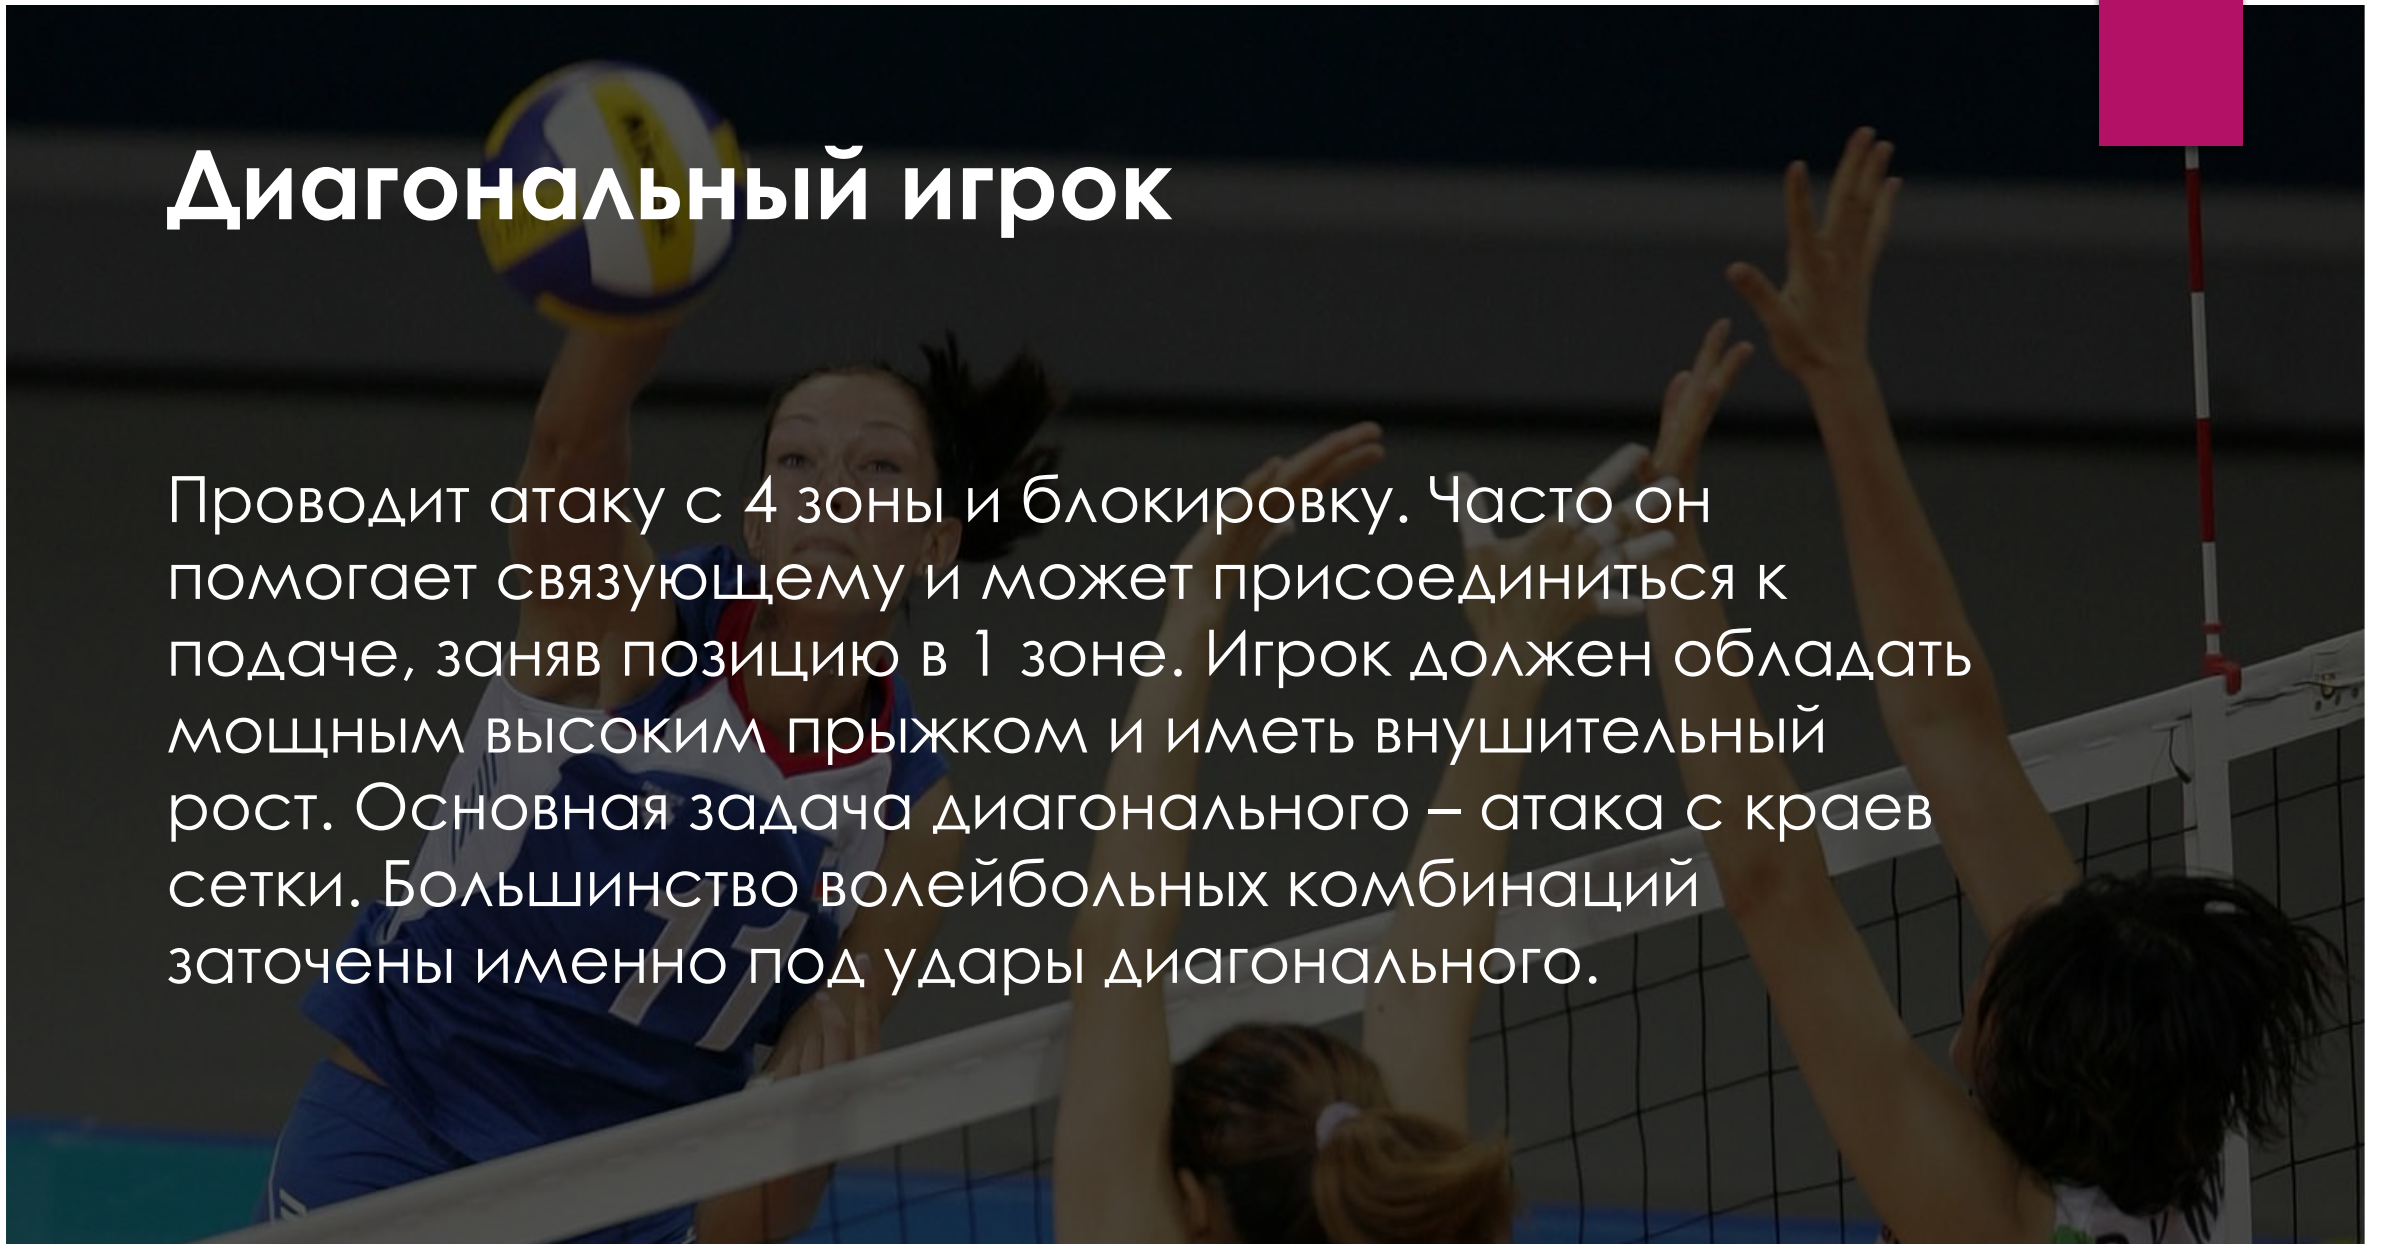 Диагональный игрок
Проводит атаку с 4 зоны и блокировку. Часто он
помогает связующему и может присоединиться к
подаче, заняв позицию в 1 зоне. Игрок должен обладать
мощным высоким прыжком и иметь внушительный
рост. Основная задача диагонального – атака с краев
сетки. Большинство волейбольных комбинаций
заточены именно под удары диагонального.
11